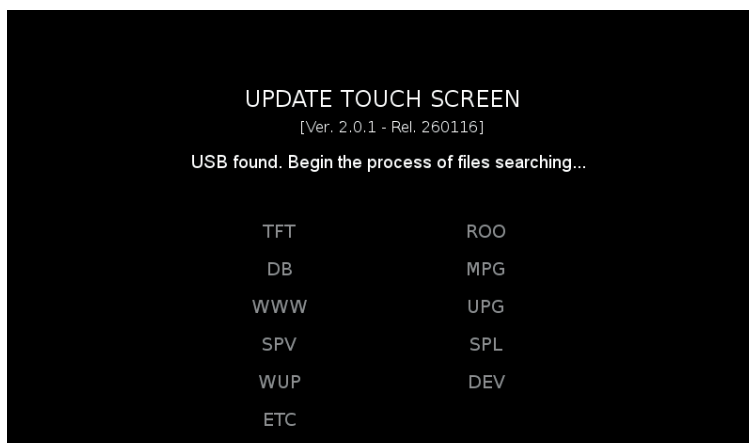 UPDATE TOUCH SCREEN
[Ver. 2.0.1 - Rel. 260116]
USB found. Begin the process of files searching...
TFT ROO
DB MPG
WWW UPG
SPV SPL
WUP DEV
ETC